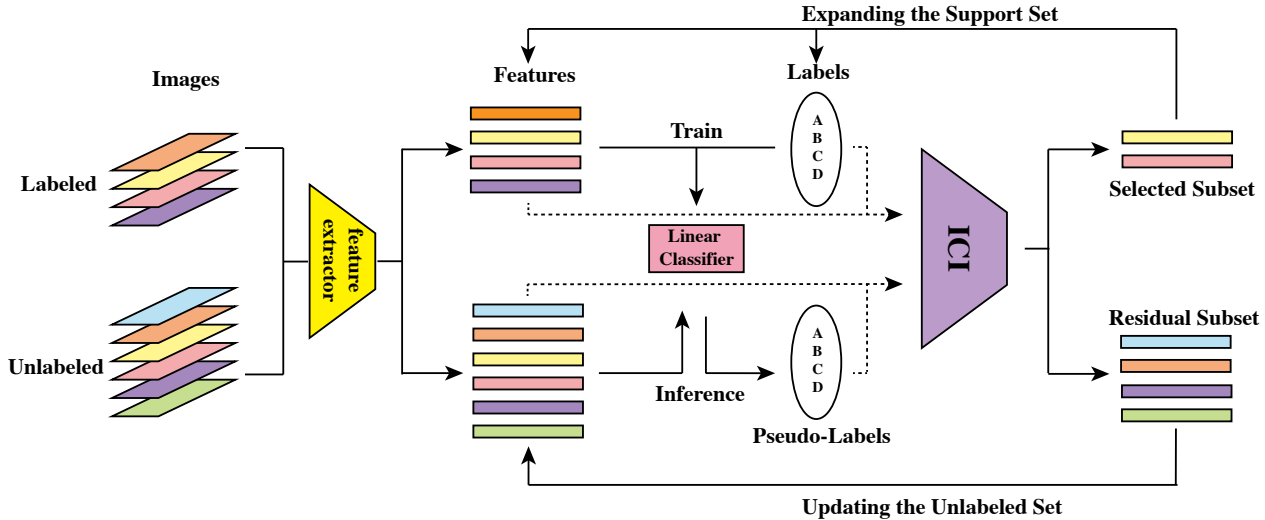 Expanding the Support Set
Images
Features
Labels
Labeled
Train
A
B
C
D
Selected Subset
feature
extractor
Linear
Classifier
ICI
Unlabeled
Inference
A
B
C
D
Pseudo-Labels
Residual Subset
Updating the Unlabeled Set